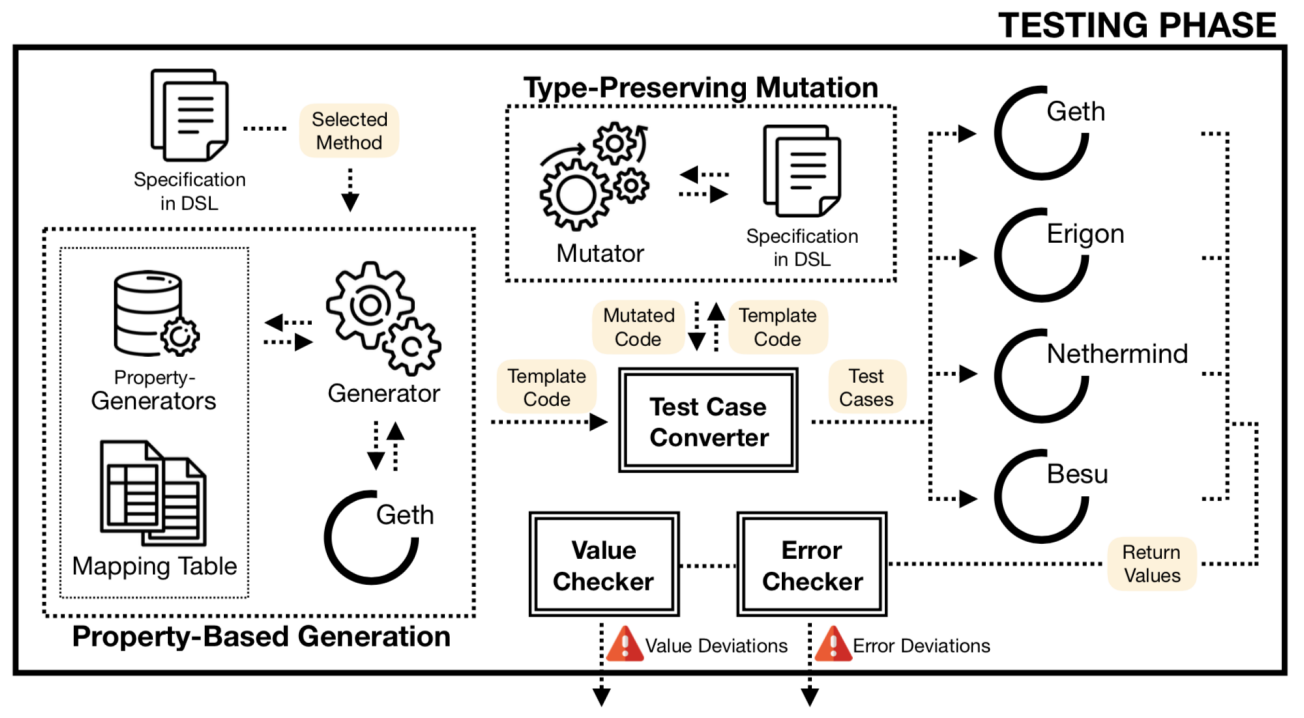 TESTING PHASE
Specification
in DSL
Selected
Method
Property-
Generators
Mapping Table
Generator
Geth
Property-Based Generation
Type-Preserving Mutation
Mutator
Specification
in DSL
Mutated
Code
Template
Code
Template
Code
Test Case
Converter
Test
Cases
Geth
Erigon
Nethermind
Besu
Return
Values
Error
Checker
Value
Checker
Value Deviations
Error Deviations